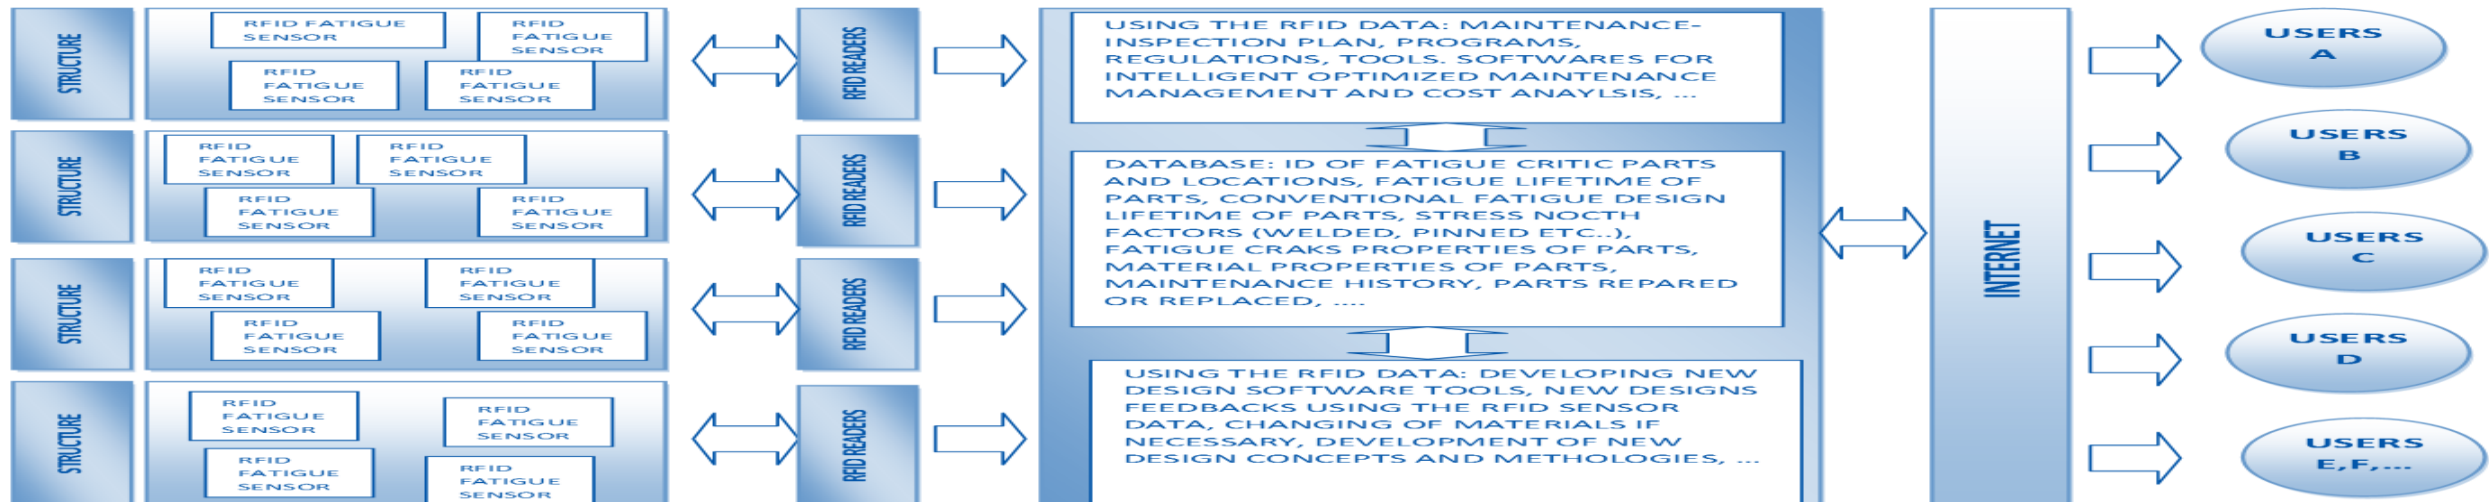 STRUCTURE
RFID FATIGUE
SENSOR
RFID
FATIGUE
SENSOR
RFID
FATIGUE
SENSOR
RFID
FATIGUE
SENSOR
RFID READERS
STRUCTURE
RFID
FATIGUE
SENSOR
RFID
FATIGUE
SENSOR
RFID
FATIGUE
SENSOR
RFID
FATIGUE
SENSOR
RFID READERS
STRUCTURE
RFID
FATIGUE
SENSOR
RFID
FATIGUE
SENSOR
RFID
FATIGUE
SENSOR
RFID
FATIGUE
SENSOR
RFID READERS
STRUCTURE
RFID
FATIGUE
SENSOR
RFID
FATIGUE
SENSOR
RFID
FATIGUE
SENSOR
RFID
FATIGUE
SENSOR
RFID READERS
USING THE RFID DATA: MAINTENANCE-
INSPECTION PLAN, PROGRAMS,
REGULATIONS, TOOLS. SOFTWARES FOR
INTELLIGENT OPTIMIZED MAINTENANCE
MANAGEMENT AND COST ANAYLSIS, ...
DATABASE: ID OF FATIGUE CRITIC PARTS
AND LOCATIONS, FATIGUE LIFETIME OF
PARTS, CONVENTIONAL FATIGUE DESIGN
LIFETIME OF PARTS, STRESS NOCTH
FACTORS (WELDED, PINNED ETC..),
FATIGUE CRAKS PROPERTIES OF PARTS,
MATERIAL PROPERTIES OF PARTS,
MAINTENANCE HISTORY, PARTS REPARED
OR REPLACED, ....
USING THE RFID DATA: DEVELOPING NEW
DESIGN SOFTWARE TOOLS, NEW DESIGNS
FEEDBACKS USING THE RFID SENSOR
DATA, CHANGING OF MATERIALS IF
NECESSARY, DEVELOPMENT OF NEW
DESIGN CONCEPTS AND METHOLOGIES, ...
INTERNET
USERS
A
USERS
B
USERS
C
USERS
D
USERS
E,F,...